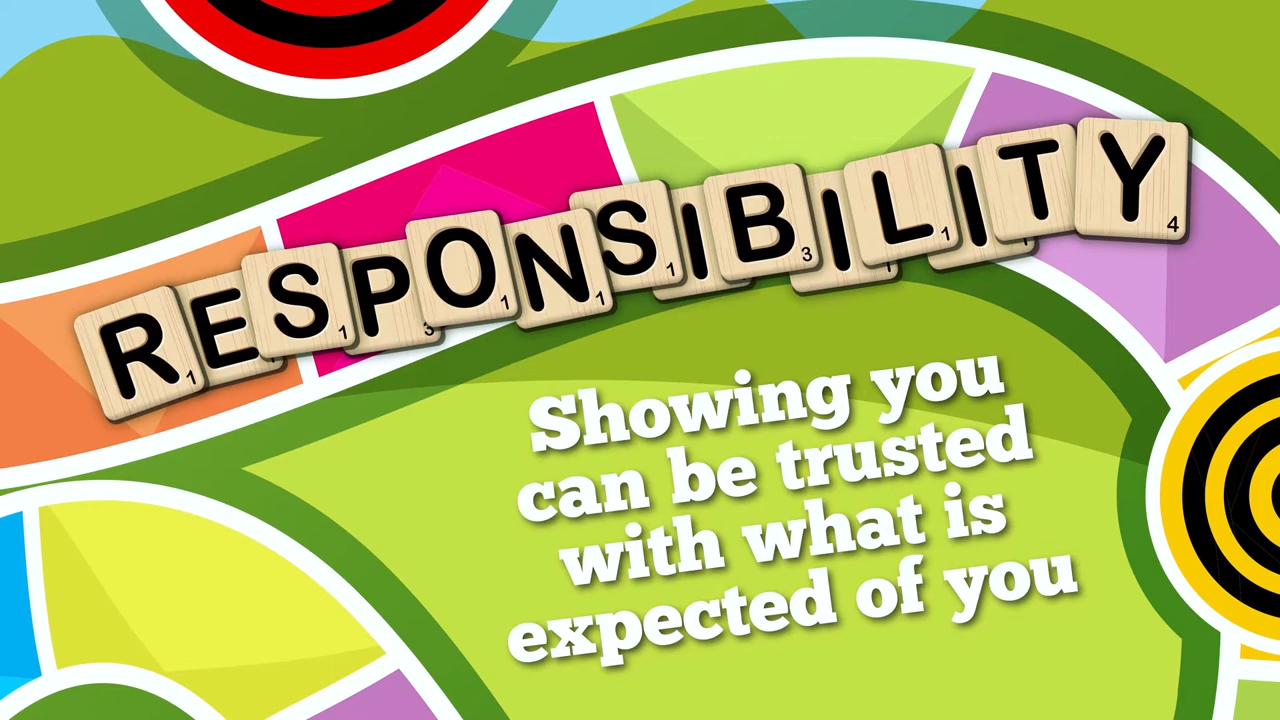 RESPONSIBILITY
Showing you
can be trusted
with what is
expected of you